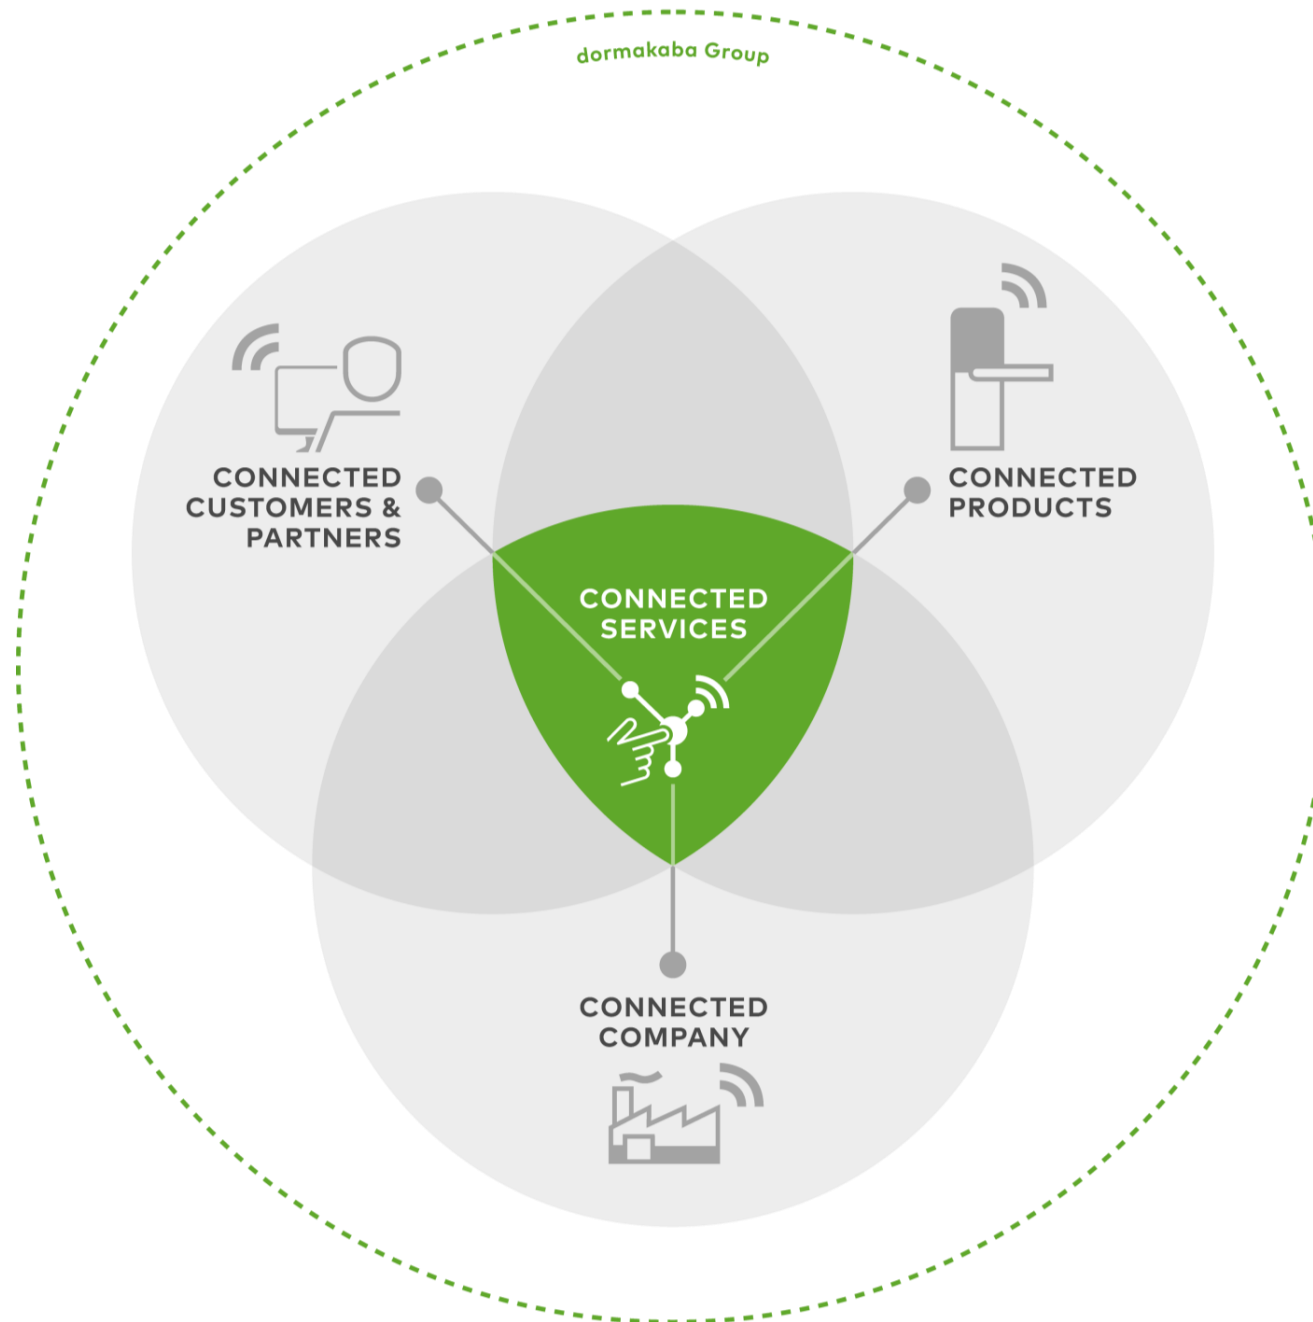 dormakaba Group
CONNECTED
CUSTOMERS &
PARTNERS
CONNECTED
PRODUCTS
CONNECTED
SERVICES
CONNECTED
COMPANY